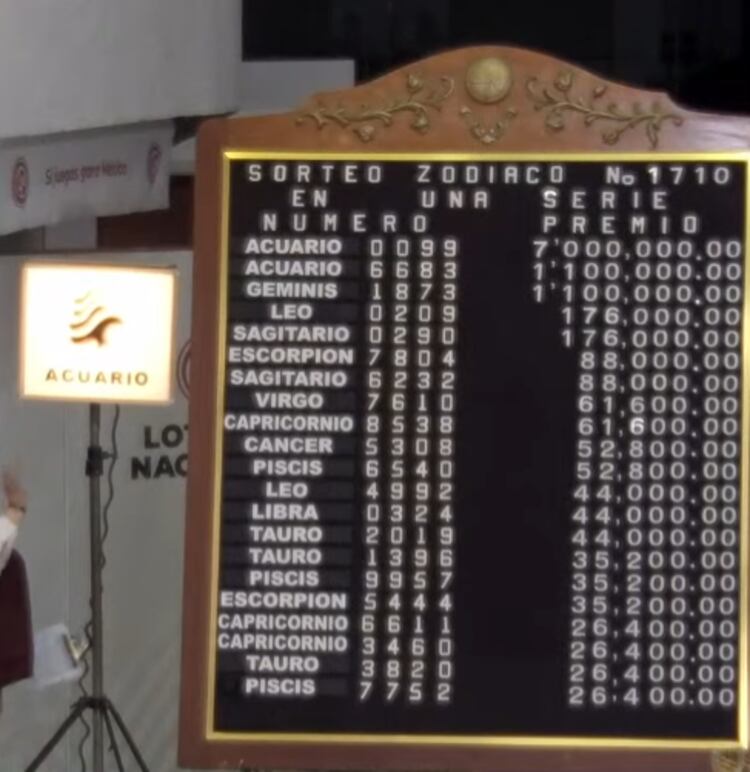 Si juegas gana México
ACUARIO
LOT
NAC
SORTEO ZODIACO No 1710
EN UNA SERIE
NUMERO PREMIO
ACUARIO 0099 7'000,000.00
ACUARIO 6683 1'100,000.00
GEMINIS 1873 1'100,000.00
LEO 0209 176,000.00
SAGITARIO 0290 176,000.00
ESCORPION 7804 88,000.00
SAGITARIO 6232 88,000.00
VIRGO 7610 61,600.00
CAPRICORNIO 8538 61,600.00
CANCER 5308 52,800.00
PISCIS 6540 52,800.00
LEO 4992 44,000.00
LIBRA 0324 44,000.00
TAURO 2019 44,000.00
TAURO 1396 35,200.00
PISCIS 9957 35,200.00
ESCORPION 5444 35,200.00
CAPRICORNIO 6611 26,400.00
CAPRICORNIO 3460 26,400.00
TAURO 3820 26,400.00
PISCIS 7752 26.400.00